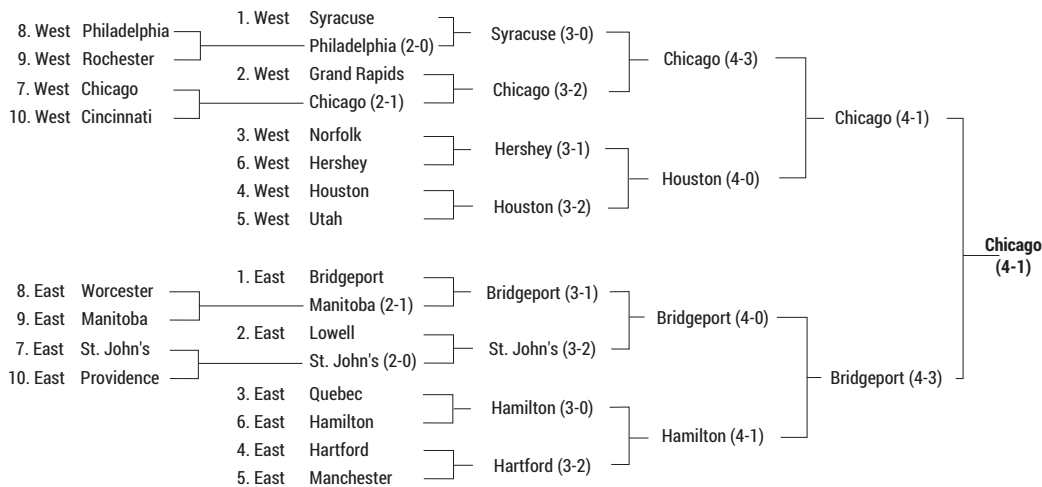 1. West Syracuse
8. West Philadelphia
Syracuse (3-0)
Philadelphia (2-0)
9. West Rochester
Chicago (4-3)
2. West Grand Rapids
7. West Chicago
Chicago (3-2)
Chicago (2-1)
10. West Cincinnati
Chicago (4-1)
3. West Norfolk
Hershey (3-1)
6. West Hershey
Houston (4-0)
4. West Houston
Houston (3-2)
5. West Utah
Chicago
(4-1)
1. East Bridgeport
8. East Worcester
Bridgeport (3-1)
Manitoba (2-1)
9. East Manitoba
Bridgeport (4-0)
2. East Lowell
7. East St. John's
St. John's (3-2)
St. John's (2-0)
10. East Providence
Bridgeport (4-3)
3. East Quebec
Hamilton (3-0)
6. East Hamilton
Hamilton (4-1)
4. East Hartford
Hartford (3-2)
5. East Manchester